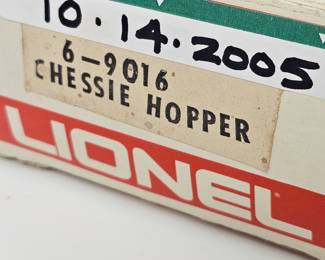 10.14.2005
6-9016
CHESSIE HOPPER
LIONEL